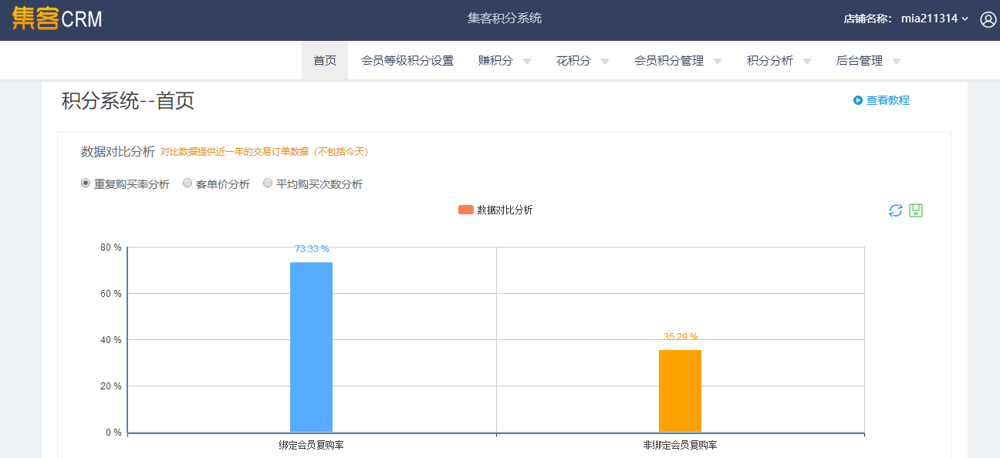 集客CRM 集客积分系统 店铺名称： mia211314
首页 会员等级积分设置 赚积分 花积分 会员积分管理 积分分析 后台管理
积分系统--首页 查看教程
数据对比分析 对比数据提供近一年的交易订单数据（不包括今天）
重复购买率分析 客单价分析 平均购买次数分析
数据对比分析
80 %
73.33 %
60 %
40 %
35.29 %
20 %
0 %
绑定会员复购率 非绑定会员复购率